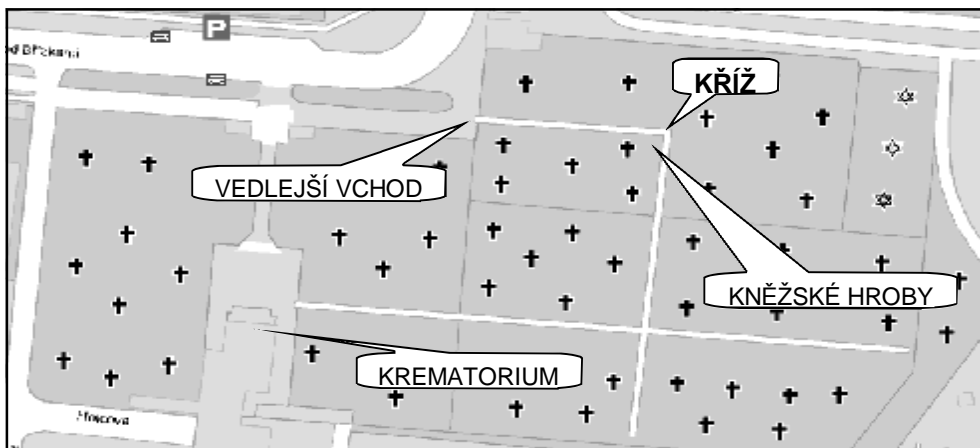 P
KŘÍŽ
VEDLEJŠÍ VCHOD
KNĚŽSKÉ HROBY
KREMATORIUM